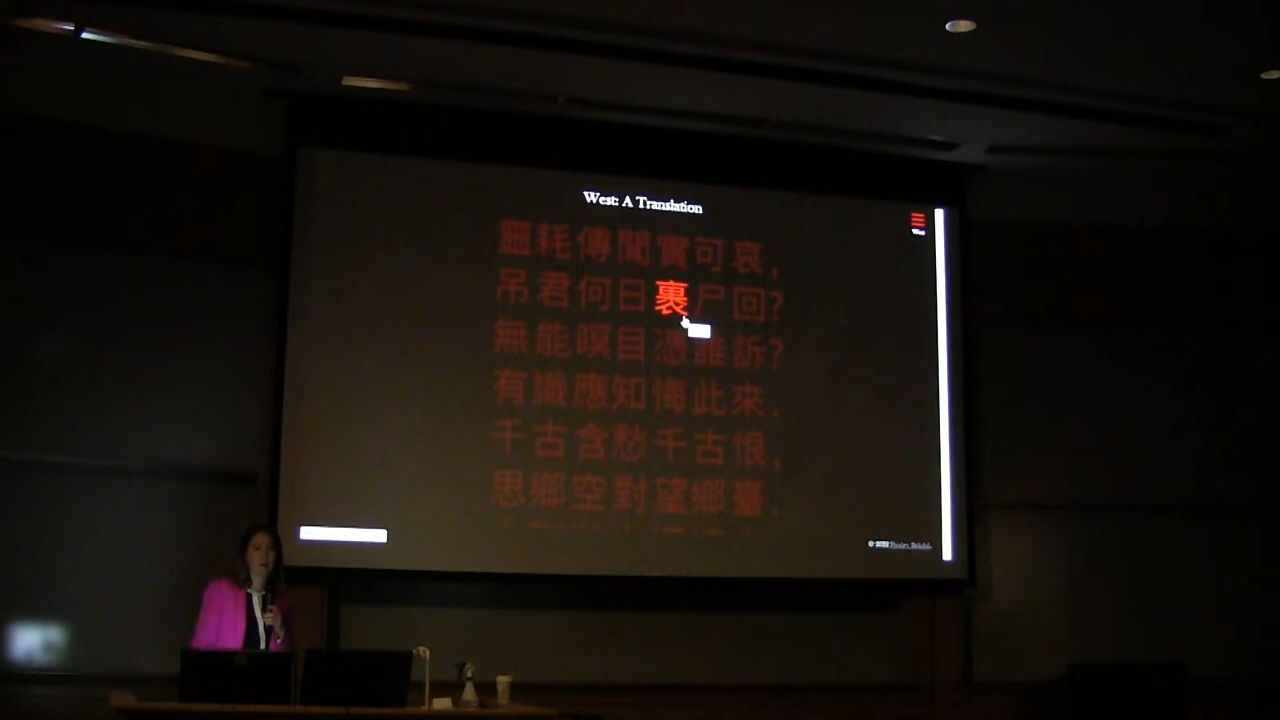 West: A Translation
West
噩耗傳聞實可哀,
吊君何日裹尸回?
無能瞑目憑誰訴?
有識應知悔此來.
千古含愁千古恨,
思鄉空對望鄉臺.
© 2022